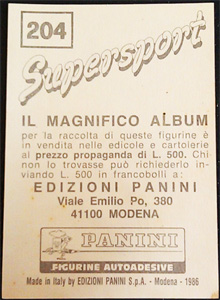 204
Supersport
IL MAGNIFICO ALBUM
per la raccolta di queste figurine è
in vendita nelle edicole e cartolerie
al prezzo propaganda di L. 500. Chi
non lo trovasse può richiederlo in-
viando L. 500 in francobolli a:
EDIZIONI PANINI
Viale Emilio Po, 380
41100 MODENA
PANINI
FIGURINE AUTOADESIVE
Made in Italy by EDIZIONI PANINI S.p.A. - Modena - 1986